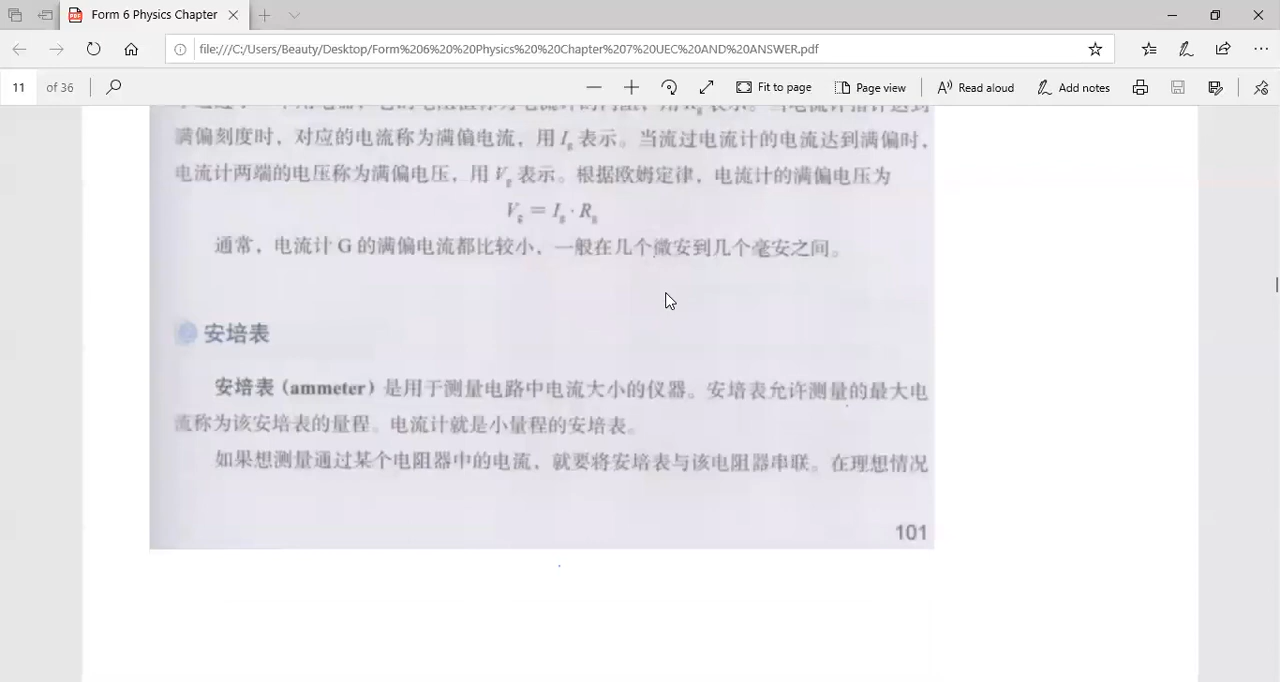 Form 6 Physics Chapter
file:///C:/Users/Beauty/Desktop/Form%206%20%20Physics%20%20Chapter%207%20UEC%20AND%20ANSWER.pdf
11 of 36 Fit to page Page view Read aloud Add notes
满偏刻度时，对应的电流称为满偏电流，用 Ig 表示。当流过电流计的电流达到满偏时，
电流计两端的电压称为满偏电压，用 Vg 表示。根据欧姆定律，电流计的满偏电压为
Vg = Ig · Rg
通常，电流计 G 的满偏电流都比较小，一般在几个微安到几个毫安之间。
安培表
安培表（ammeter）是用于测量电路中电流大小的仪器。安培表允许测量的最大电
流称为该安培表的量程。电流计就是小量程的安培表。
如果想测量通过某个电阻器中的电流，就要将安培表与该电阻器串联。在理想情况
101